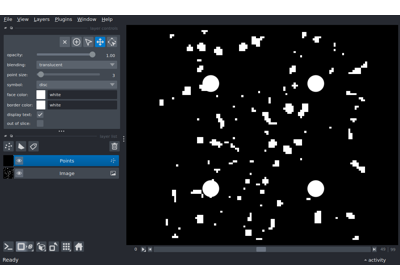 File View Layers Plugins Window Help
opacity: 1.00
blending: translucent
point size:
symbol: disc
face color: white
border color: white
display text:
out of slice:
Points
Image
Ready activity